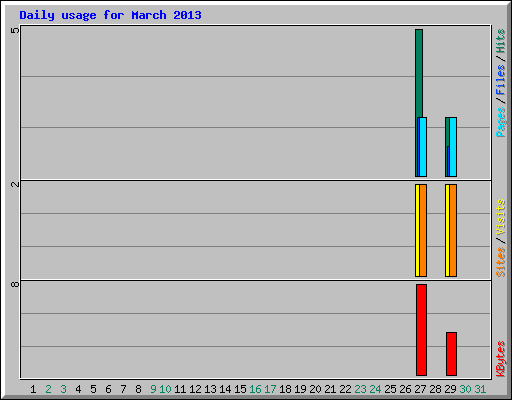 Daily usage for March 2013
5
Pages/Files/Hits
2
Sites/Visits
8
KBytes
1 2 3 4 5 6 7 8 9 10 11 12 13 14 15 16 17 18 19 20 21 22 23 24 25 26 27 28 29 30 31